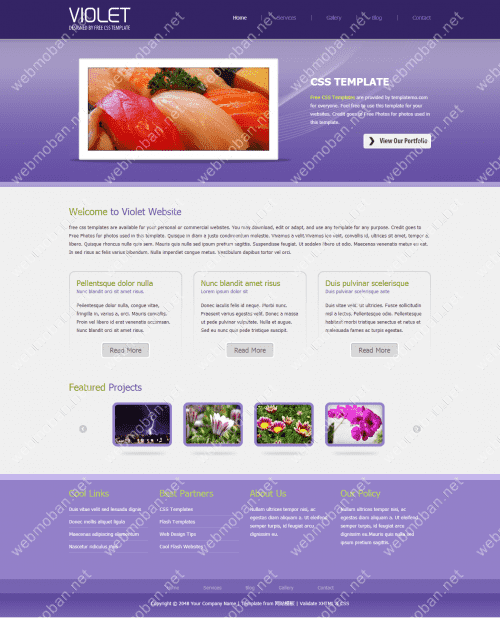 VIOLET
DESIGNED BY FREE CSS TEMPLATE
Home Services Gallery Blog Contact
CSS TEMPLATE
Free CSS Templates are provided by templatemo.com
for everyone. Feel free to use this template for your
websites. Credit goes to Free Photos for photos used in
this template.
View Our Portfolio
Welcome to Violet Website
free css templates are available for your personal or commercial websites. You may download, edit or adapt, and use any template for any purpose. Credit goes to
Free Photos for photos used in this template. Quisque in diam a justo condimentum molestie. Vivamus a velit. Vivamus leo velit, convallis id, ultrices sit amet, tempor a,
libero. Quisque rhoncus nulla quis sem. Mauris quis nulla sed ipsum pretium sagittis. Suspendisse feugiat. Ut sodales libero ut odio. Maecenas venenatis metus eu est.
In sed risus ac felis varius bibendum. Nulla imperdiet congue metus. Vestibulum dapibus tortor vel orci.
Pellentsque dolor nulla
Nunc blandit orci sit amet risus.
Pellentesque dolor nulla, congue vitae,
fringilla in, varius a, orci. Mauris convallis.
Proin vel libero id erat venenatis accumsan.
Nunc blandit orci sit amet risus.
Read More
Nunc blandit amet risus
Lorem ipsum dolor sit
Donec iaculis felis id neque. Morbi nunc.
Praesent varius egestas velit. Donec a massa
ut pede pulvinar vulputate. Nulla et augue.
Sed eu nunc quis pede tristique suscipit.
Read More
Duis pulvinar scelerisque
Duis pulvinar scelerisque ante
Duis vitae velit. Ut ultricies. Fusce sollicitudin
nisl a lectus. Pellentesque odio. Pellentesque
habitant morbi tristique senectus et netus et
malesuada fames ac turpis egestas.
Read More
Featured Projects
Cool Links
Duis vitae velit sed lesuada digne
Donec mollis aliquet ligula
Maecenas adipiscing elementum
Nascetur ridiculus mus
Best Partners
CSS Templates
Flash Templates
Web Design Tips
Cool Flash Websites
About Us
Nullam ultrices tempor nisi, ac
egestas diam aliquam a. Ut eleifend
semper turpis, id feugiat arcu
dignissim eu.
Our Policy
Nullam ultrices tempor nisi, ac
egestas diam aliquam a. Ut eleifend
semper turpis, id feugiat arcu
dignissim eu. Mauris quis nulla sed
ipsum pretium sagittis.
Home Services Blog Gallery Contact
Copyright © 2048 Your Company Name | Template from 网站模板 | Validate XHTML & CSS
webmoban.net